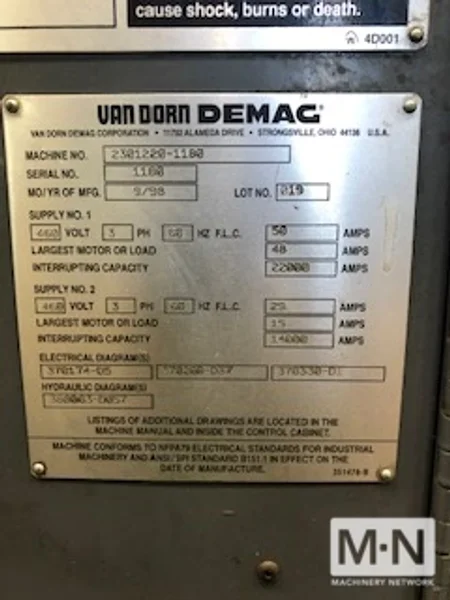 cause shock, burns or death.
4D001
VAN DORN DEMAG
VAN DORN DEMAG CORPORATION • 11792 ALAMEDA DRIVE • STRONGSVILLE, OHIO 44136 U.S.A.
MACHINE NO. 2301220-1180
SERIAL NO. 1180
MO/YR OF MFG. 9/98 LOT NO. 019
SUPPLY NO. 1
460 VOLT 3 PH 60 HZ F.L.C. 50 AMPS
LARGEST MOTOR OR LOAD 48 AMPS
INTERRUPTING CAPACITY 22000 AMPS
SUPPLY NO. 2
460 VOLT 3 PH 60 HZ F.L.C. 25 AMPS
LARGEST MOTOR OR LOAD 15 AMPS
INTERRUPTING CAPACITY 14000 AMPS
ELECTRICAL DIAGRAM(S)
370174-D5 370330-D1
HYDRAULIC DIAGRAM(S)
LISTINGS OF ADDITIONAL DRAWINGS ARE LOCATED IN THE
MACHINE MANUAL AND INSIDE THE CONTROL CABINET.
MACHINE CONFORMS TO NFPA79 ELECTRICAL STANDARDS FOR INDUSTRIAL
MACHINERY AND ANSI/SPI STANDARD B151.1 IN EFFECT ON THE
DATE OF MANUFACTURE.
M·N
MACHINERY NETWORK